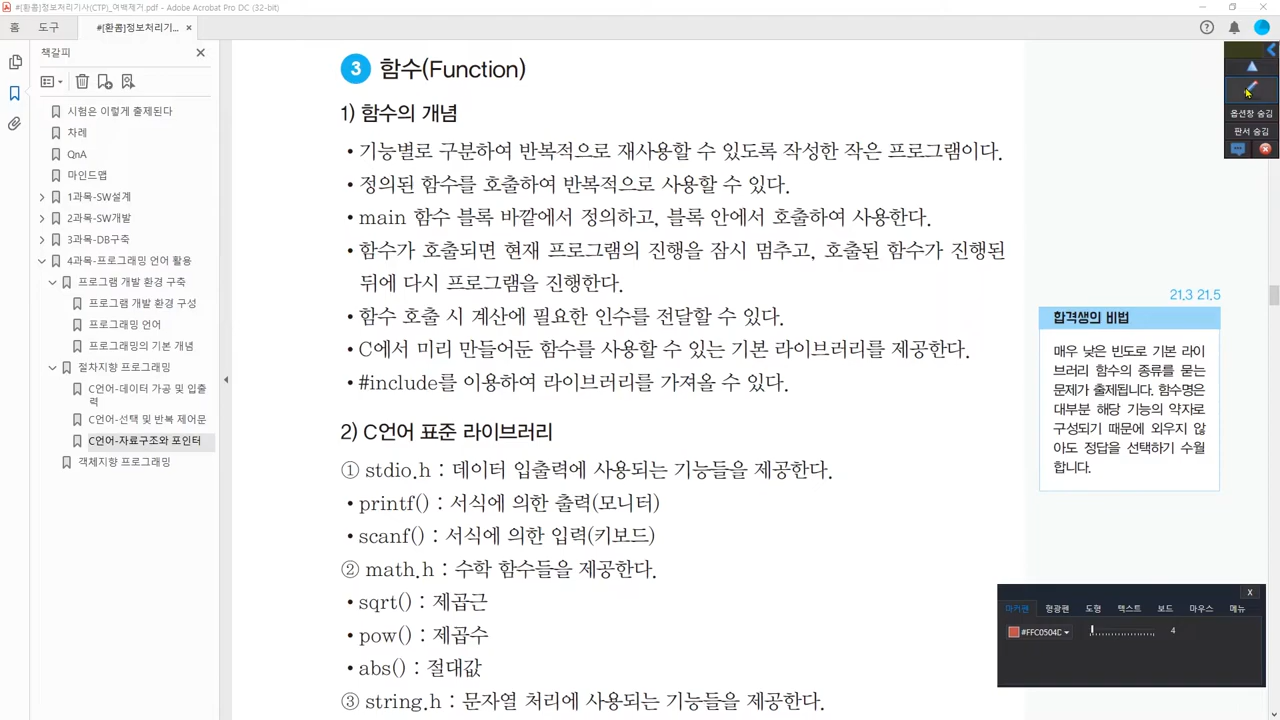 #[환콤]정보처리기사(CTP)_여백제거.pdf - Adobe Acrobat Pro DC (32-bit)
홈 도구 #[환콤]정보처리기... ×
책갈피
시험은 이렇게 출제된다
차례
QnA
마인드맵
1과목-SW설계
2과목-SW개발
3과목-DB구축
4과목-프로그래밍 언어 활용
프로그램 개발 환경 구축
프로그램 개발 환경 구성
프로그래밍 언어
프로그래밍의 기본 개념
절차지향 프로그래밍
C언어-데이터 가공 및 입출
력
C언어-선택 및 반복 제어문
C언어-자료구조와 포인터
객체지향 프로그래밍
3 함수(Function)
1) 함수의 개념
• 기능별로 구분하여 반복적으로 재사용할 수 있도록 작성한 작은 프로그램이다.
• 정의된 함수를 호출하여 반복적으로 사용할 수 있다.
• main 함수 블록 바깥에서 정의하고, 블록 안에서 호출하여 사용한다.
• 함수가 호출되면 현재 프로그램의 진행을 잠시 멈추고, 호출된 함수가 진행된
뒤에 다시 프로그램을 진행한다.
• 함수 호출 시 계산에 필요한 인수를 전달할 수 있다.
• C에서 미리 만들어둔 함수를 사용할 수 있는 기본 라이브러리를 제공한다.
• #include를 이용하여 라이브러리를 가져올 수 있다.
2) C언어 표준 라이브러리
① stdio.h : 데이터 입출력에 사용되는 기능들을 제공한다.
• printf() : 서식에 의한 출력(모니터)
• scanf() : 서식에 의한 입력(키보드)
② math.h : 수학 함수들을 제공한다.
• sqrt() : 제곱근
• pow() : 제곱수
• abs() : 절대값
③ string.h : 문자열 처리에 사용되는 기능들을 제공한다.
21.3 21.5
합격생의 비법
매우 낮은 빈도로 기본 라이
브러리 함수의 종류를 묻는
문제가 출제됩니다. 함수명은
대부분 해당 기능의 약자로
구성되기 때문에 외우지 않
아도 정답을 선택하기 수월
합니다.
옵션창 숨김
판서 숨김
X
마커펜 형광펜 도형 텍스트 보드 마우스 메뉴
#FFC0504D 4